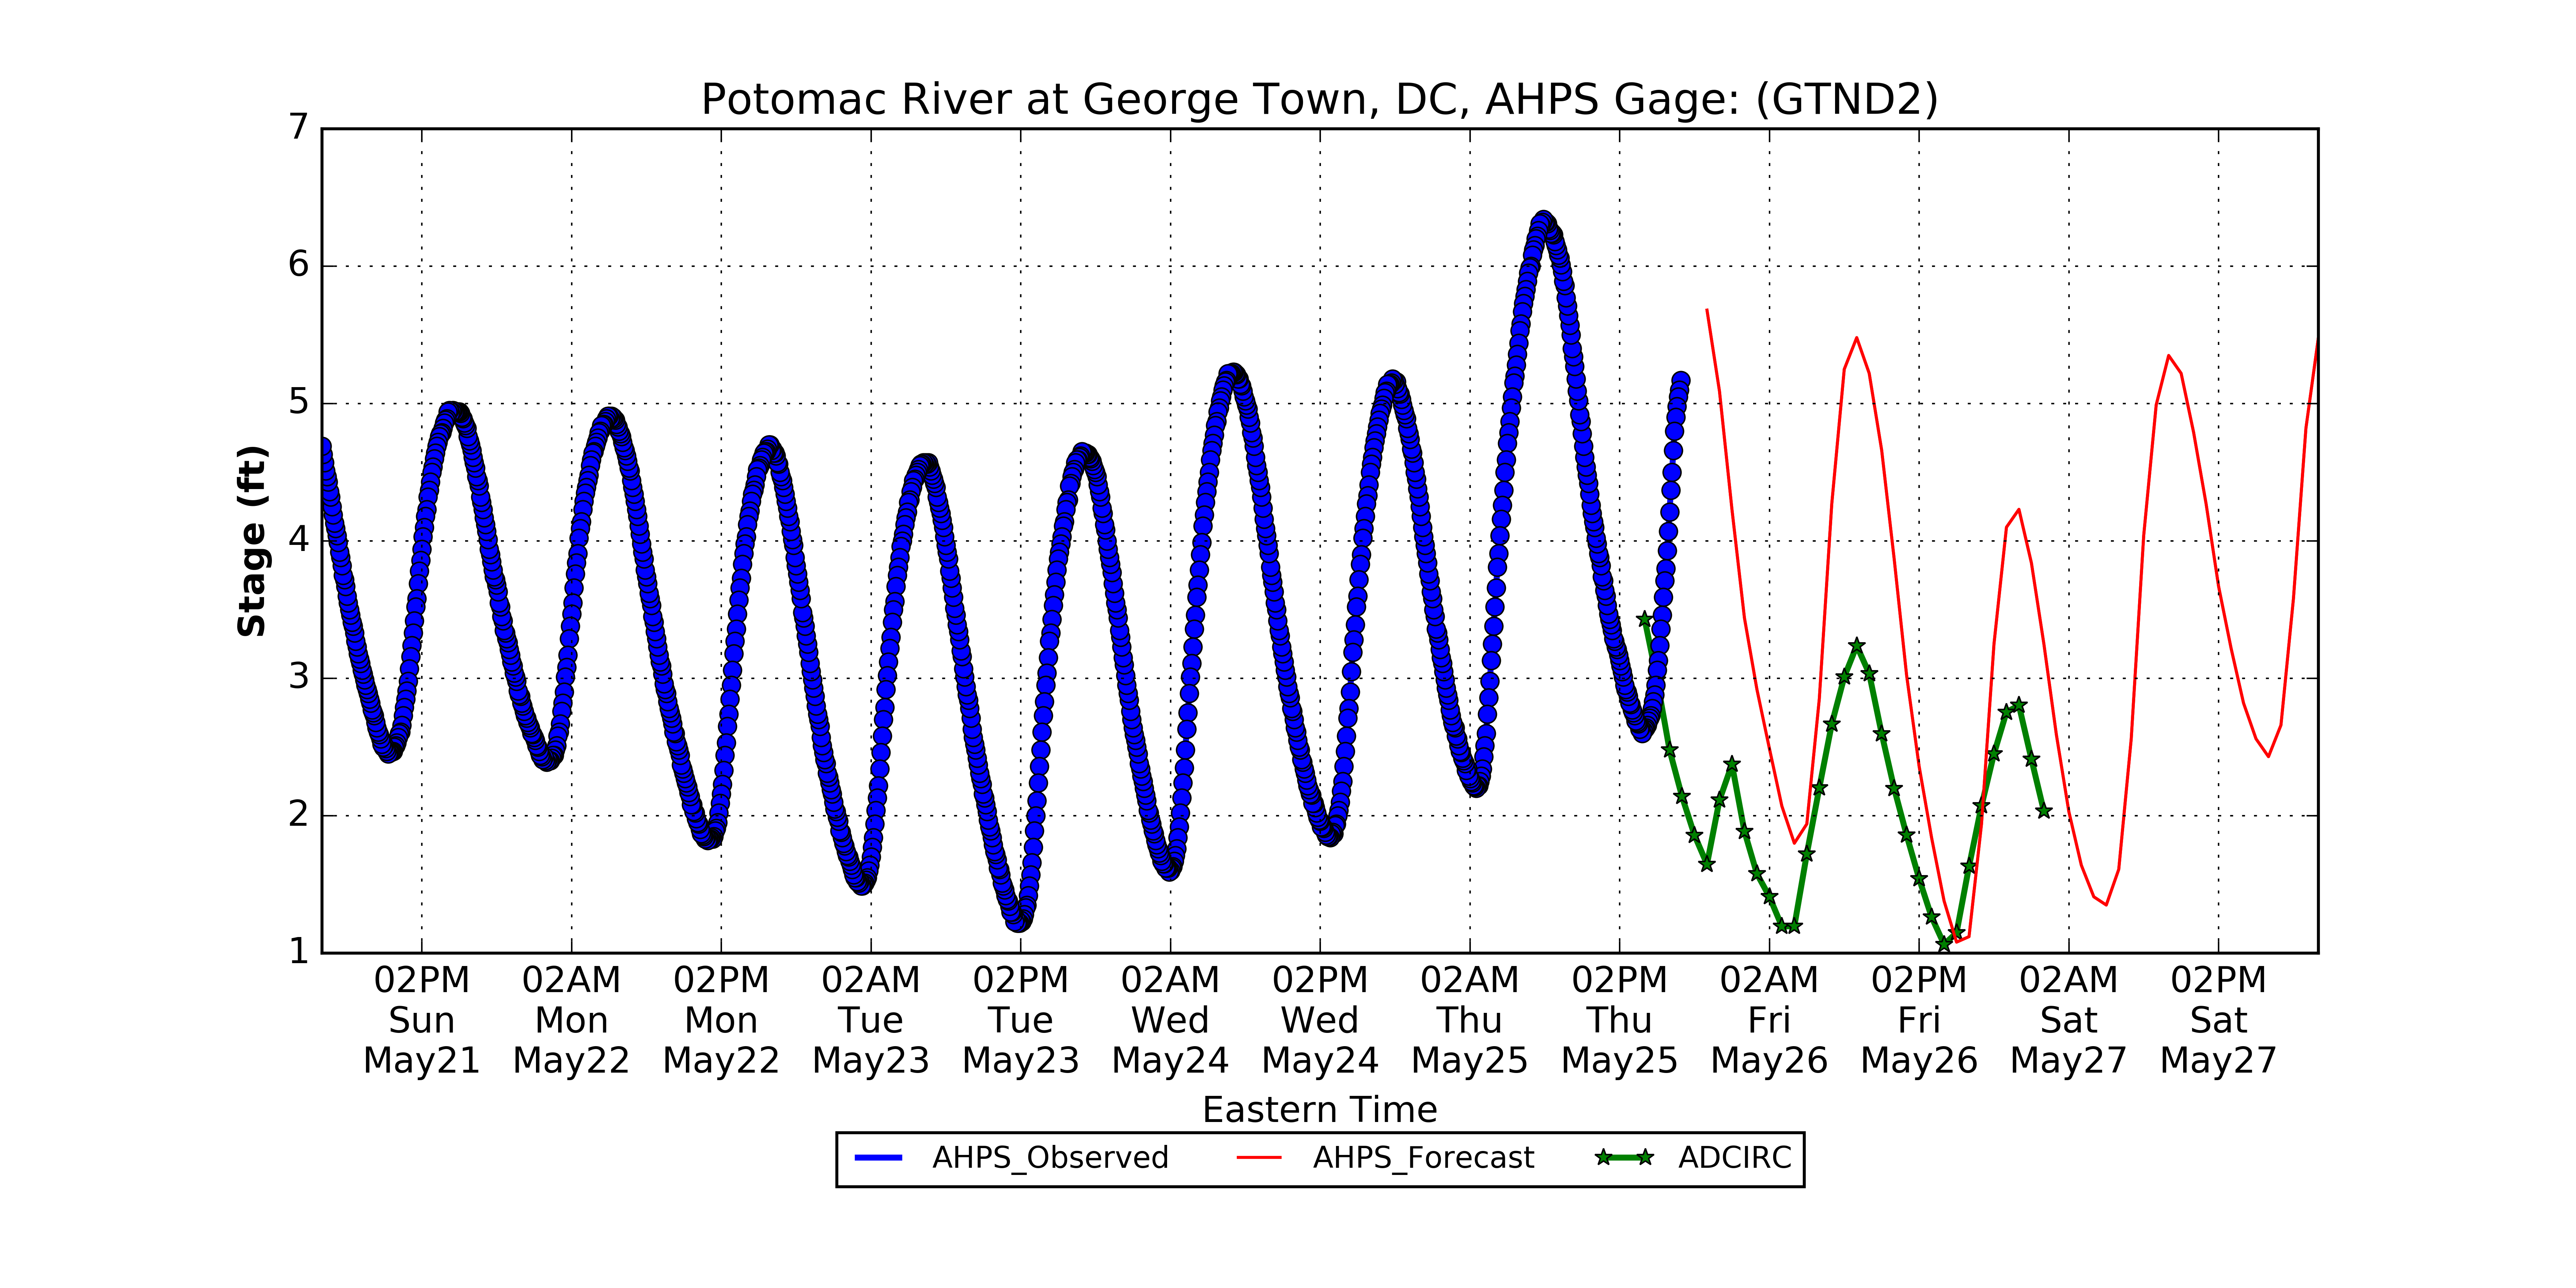 Potomac River at George Town, DC, AHPS Gage: (GTND2)
7
6
5
4
3
2
1
Stage (ft)
02PM 02AM 02PM 02AM 02PM 02AM 02PM 02AM 02PM 02AM 02PM 02AM 02PM
Sun Mon Mon Tue Tue Wed Wed Thu Thu Fri Fri Sat Sat
May21 May22 May22 May23 May23 May24 May24 May25 May25 May26 May26 May27 May27
Eastern Time
AHPS_Observed AHPS_Forecast ADCIRC